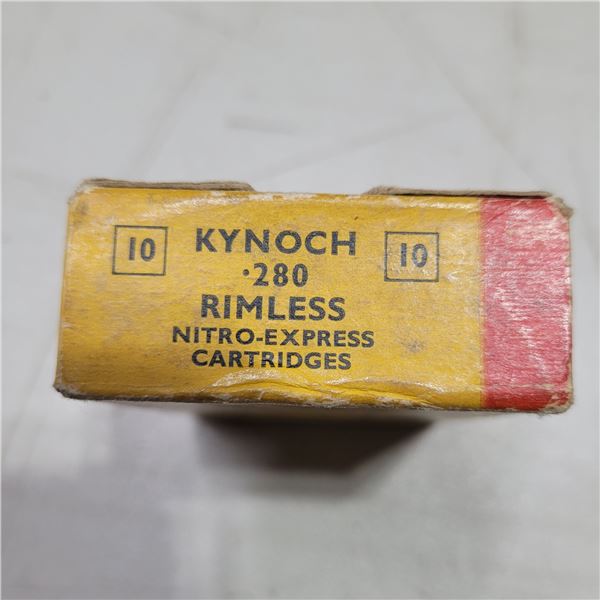 10 KYNOCH 10
·280
RIMLESS
NITRO-EXPRESS
CARTRIDGES